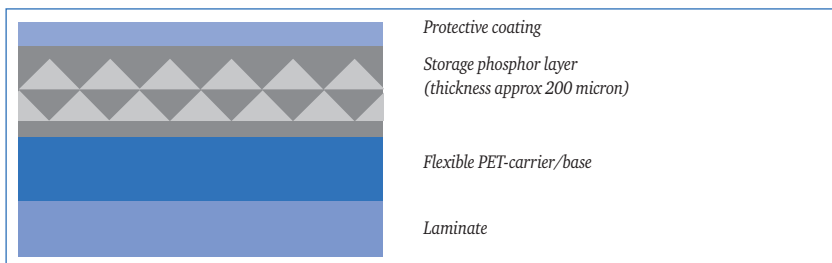 Protective coating
Storage phosphor layer
(thickness approx 200 micron)
Flexible PET-carrier/base
Laminate